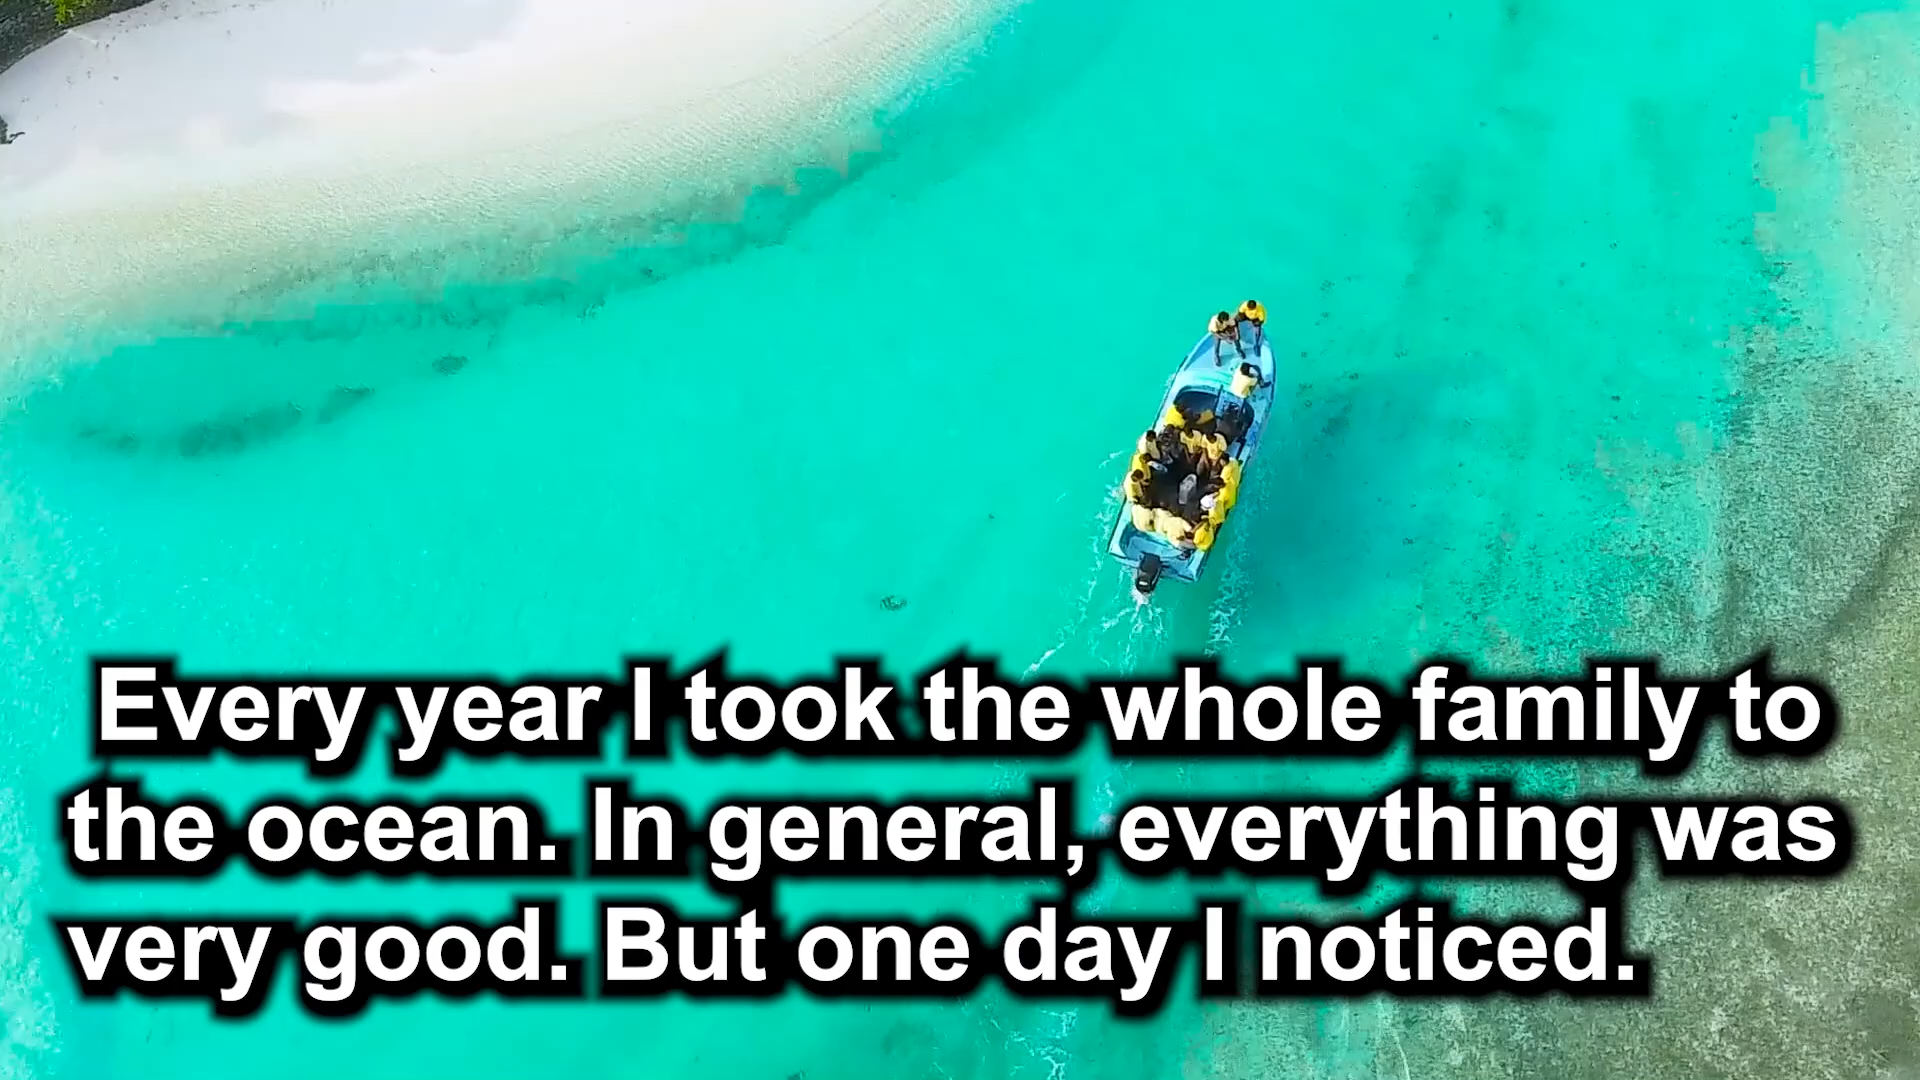 Every year I took the whole family to
the ocean. In general, everything was
very good. But one day I noticed.